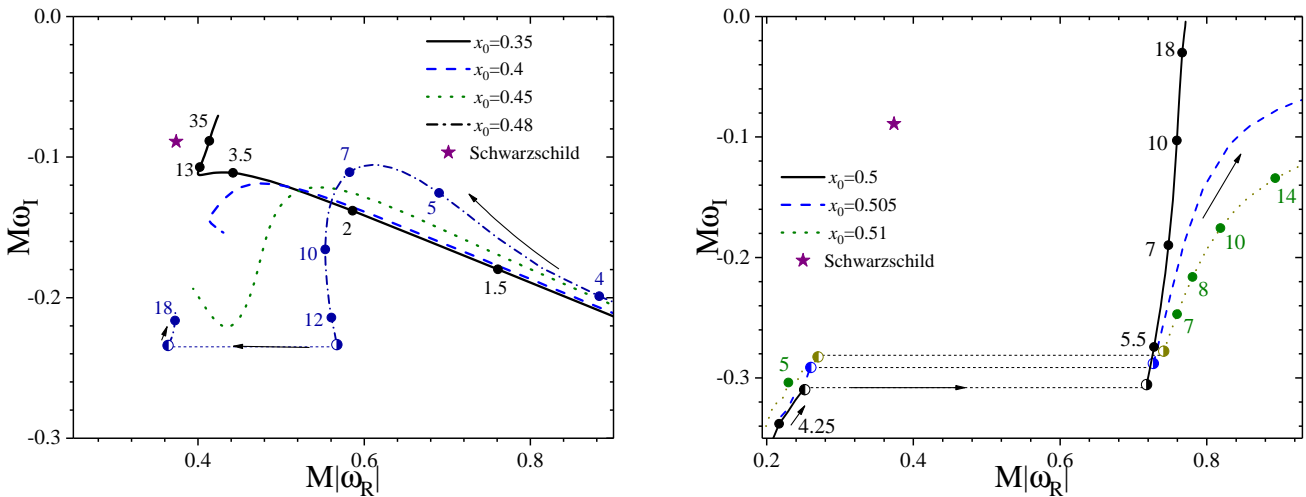 0.0
-0.1
-0.2
-0.3
Mω_I
0.4
0.6
0.8
M|ω_R|
x_0=0.35
x_0=0.4
x_0=0.45
x_0=0.48
Schwarzschild
35
13
3.5
2
1.5
7
5
4
10
12
18
0.0
-0.1
-0.2
-0.3
Mω_I
0.2
0.4
0.6
0.8
M|ω_R|
x_0=0.5
x_0=0.505
x_0=0.51
Schwarzschild
18
10
7
5.5
14
10
8
7
5
4.25